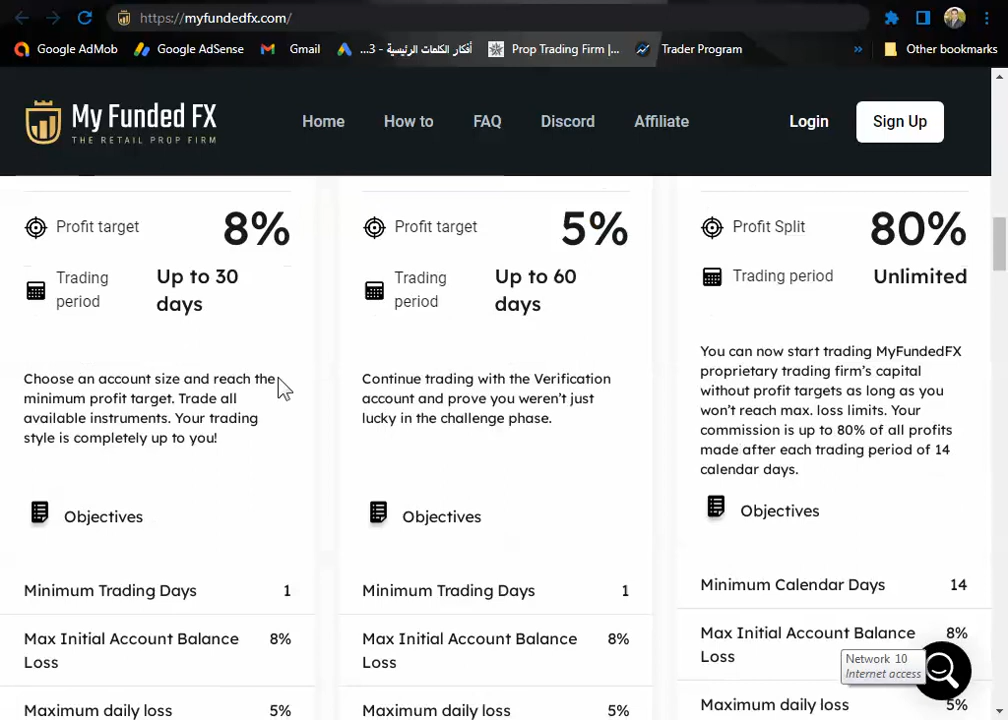 https://myfundedfx.com/
Google AdMob
Google AdSense
Gmail
أفكار الكلمات الرئيسية - 3...
Prop Trading Firm |...
Trader Program
»
Other bookmarks
My Funded FX
THE RETAIL PROP FIRM
Home
How to
FAQ
Discord
Affiliate
Login
Sign Up
Profit target
8%
Trading
period
Up to 30
days
Choose an account size and reach the
minimum profit target. Trade all
available instruments. Your trading
style is completely up to you!
Objectives
Minimum Trading Days 1
Max Initial Account Balance 8%
Loss
Maximum daily loss 5%
Profit target
5%
Trading
period
Up to 60
days
Continue trading with the Verification
account and prove you weren't just
lucky in the challenge phase.
Objectives
Minimum Trading Days 1
Max Initial Account Balance 8%
Loss
Maximum daily loss 5%
Profit Split
80%
Trading period
Unlimited
You can now start trading MyFundedFX
proprietary trading firm's capital
without profit targets as long as you
won't reach max. loss limits. Your
commission is up to 80% of all profits
made after each trading period of 14
calendar days.
Objectives
Minimum Calendar Days 14
Max Initial Account Balance 8%
Loss
Maximum daily loss 5%
Network 10
Internet access